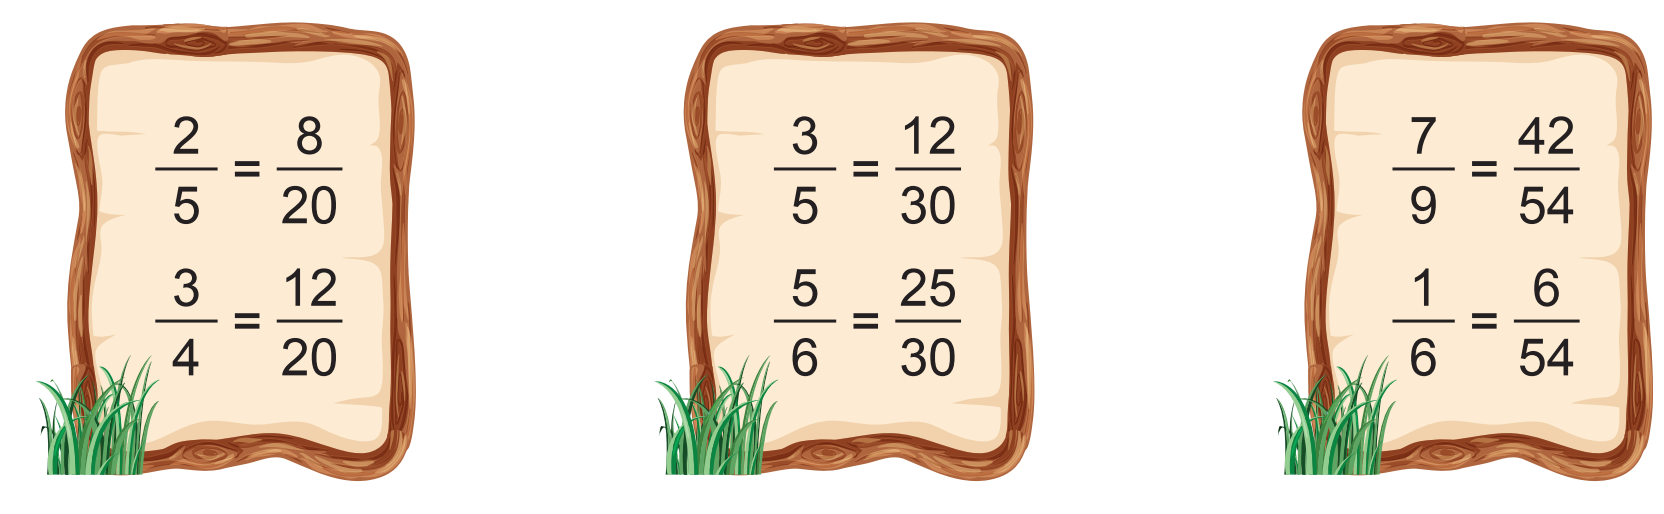 2/5 = 8/20
3/4 = 12/20
3/5 = 12/30
5/6 = 25/30
7/9 = 42/54
1/6 = 6/54